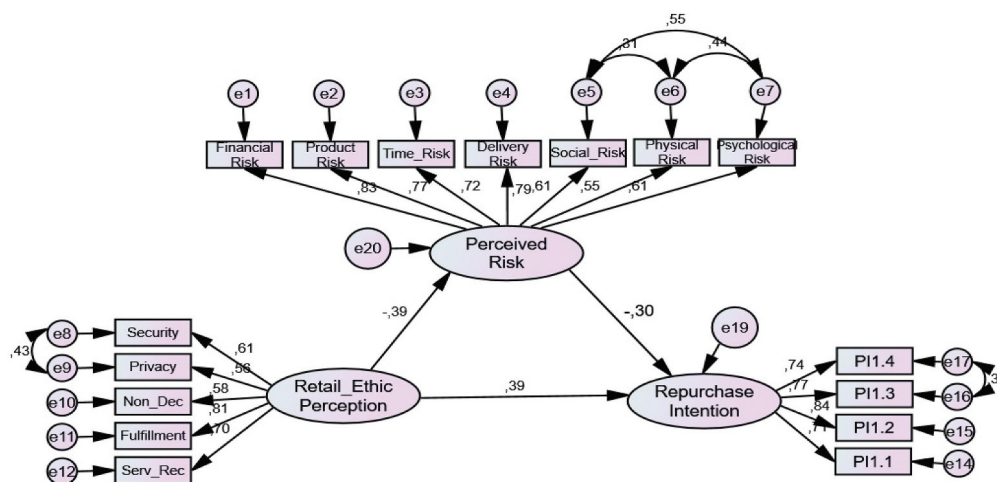 ,55
,31
,44
e1
e2
e3
e4
e5
e6
e7
Financial
Risk
Product
Risk
Time_Risk
Delivery
Risk
Social_Risk
Physical
Risk
Psychological
Risk
,83
,77
,72
,79
,61
,55
,61
e20
Perceived
Risk
-,39
-,30
e19
e8
Security
,43
e9
Privacy
e10
Non_Dec
e11
Fulfillment
e12
Serv_Rec
,61
,56
,58
,81
,70
Retail_Ethic
Perception
,39
Repurchase
Intention
,74
,77
,84
,71
PI1.4
e17
PI1.3
e16
PI1.2
e15
PI1.1
e14